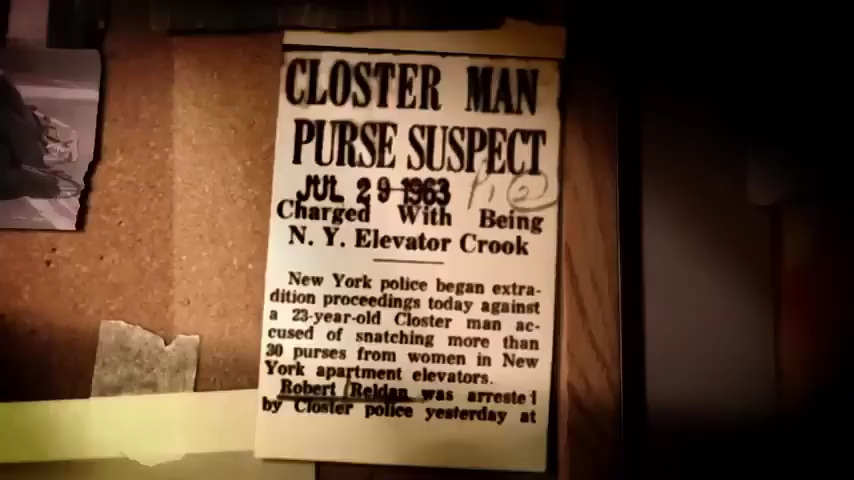 CLOSTER MAN
PURSE SUSPECT
JUL 29 1963
Charged With Being
N. Y. Elevator Crook
New York police began extra-
dition proceedings today against
a 23-year-old Closter man ac-
cused of snatching more than
30 purses from women in New
York apartment elevators.
Robert Reldan was arrested
by Closter police yesterday at